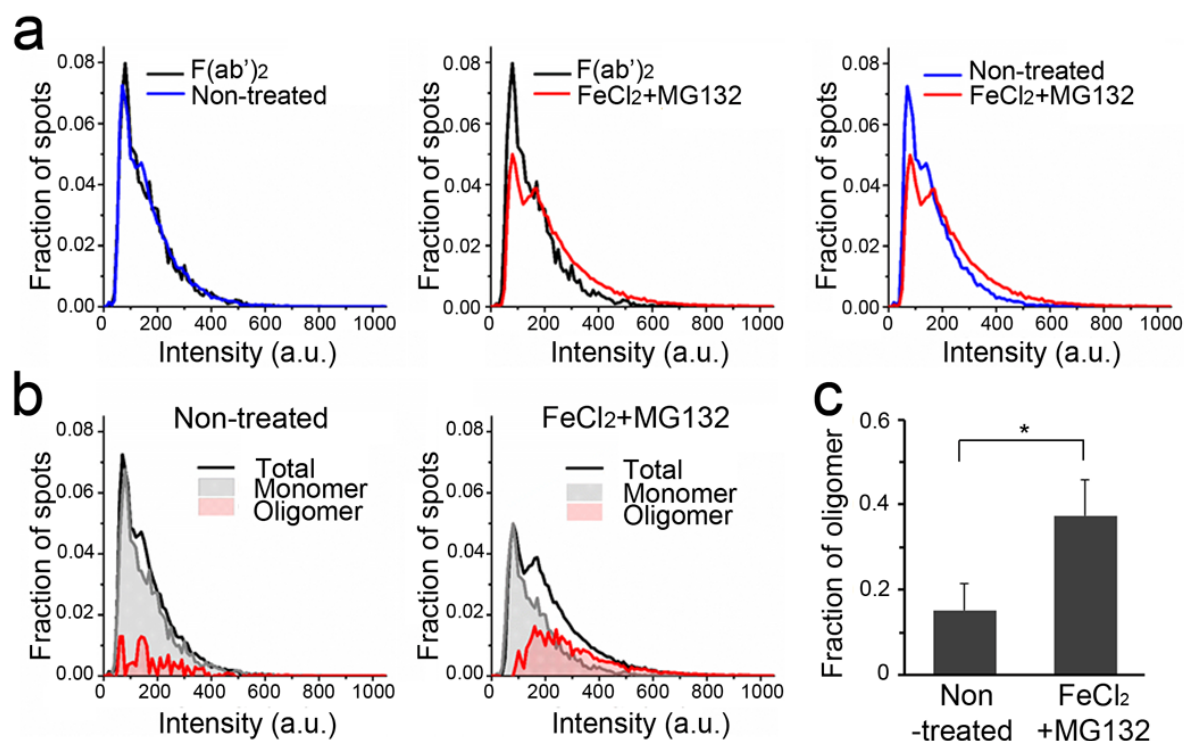 a
0.08
0.06
0.04
0.02
0.00
Fraction of spots
F(ab’)2
Non-treated
0 200 400 600 800 1000
Intensity (a.u.)
0.08
0.06
0.04
0.02
0.00
Fraction of spots
F(ab’)2
FeCl2+MG132
0 200 400 600 800 1000
Intensity (a.u.)
0.08
0.06
0.04
0.02
0.00
Fraction of spots
Non-treated
FeCl2+MG132
0 200 400 600 800 1000
Intensity (a.u.)
b
Non-treated
0.08
0.06
0.04
0.02
0.00
Fraction of spots
Total
Monomer
Oligomer
0 200 400 600 800 1000
Intensity (a.u.)
FeCl2+MG132
0.08
0.06
0.04
0.02
0.00
Fraction of spots
Total
Monomer
Oligomer
0 200 400 600 800 1000
Intensity (a.u.)
c
0.6
0.4
0.2
0
Fraction of oligomer
*
Non
-treated
FeCl2
+MG132